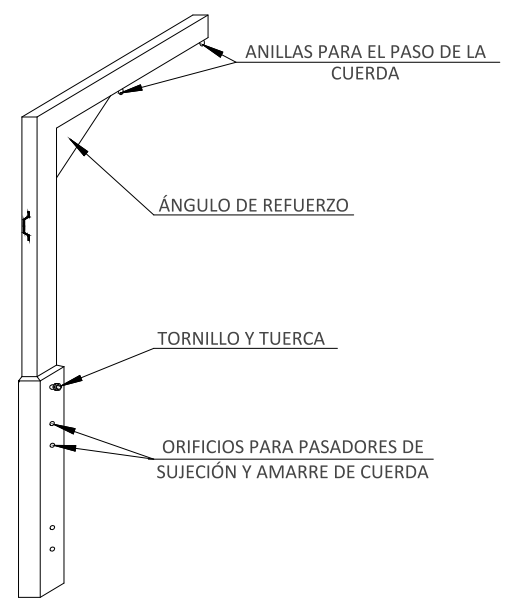 ANILLAS PARA EL PASO DE LA
CUERDA
ÁNGULO DE REFUERZO
TORNILLO Y TUERCA
ORIFICIOS PARA PASADORES DE
SUJECIÓN Y AMARRE DE CUERDA